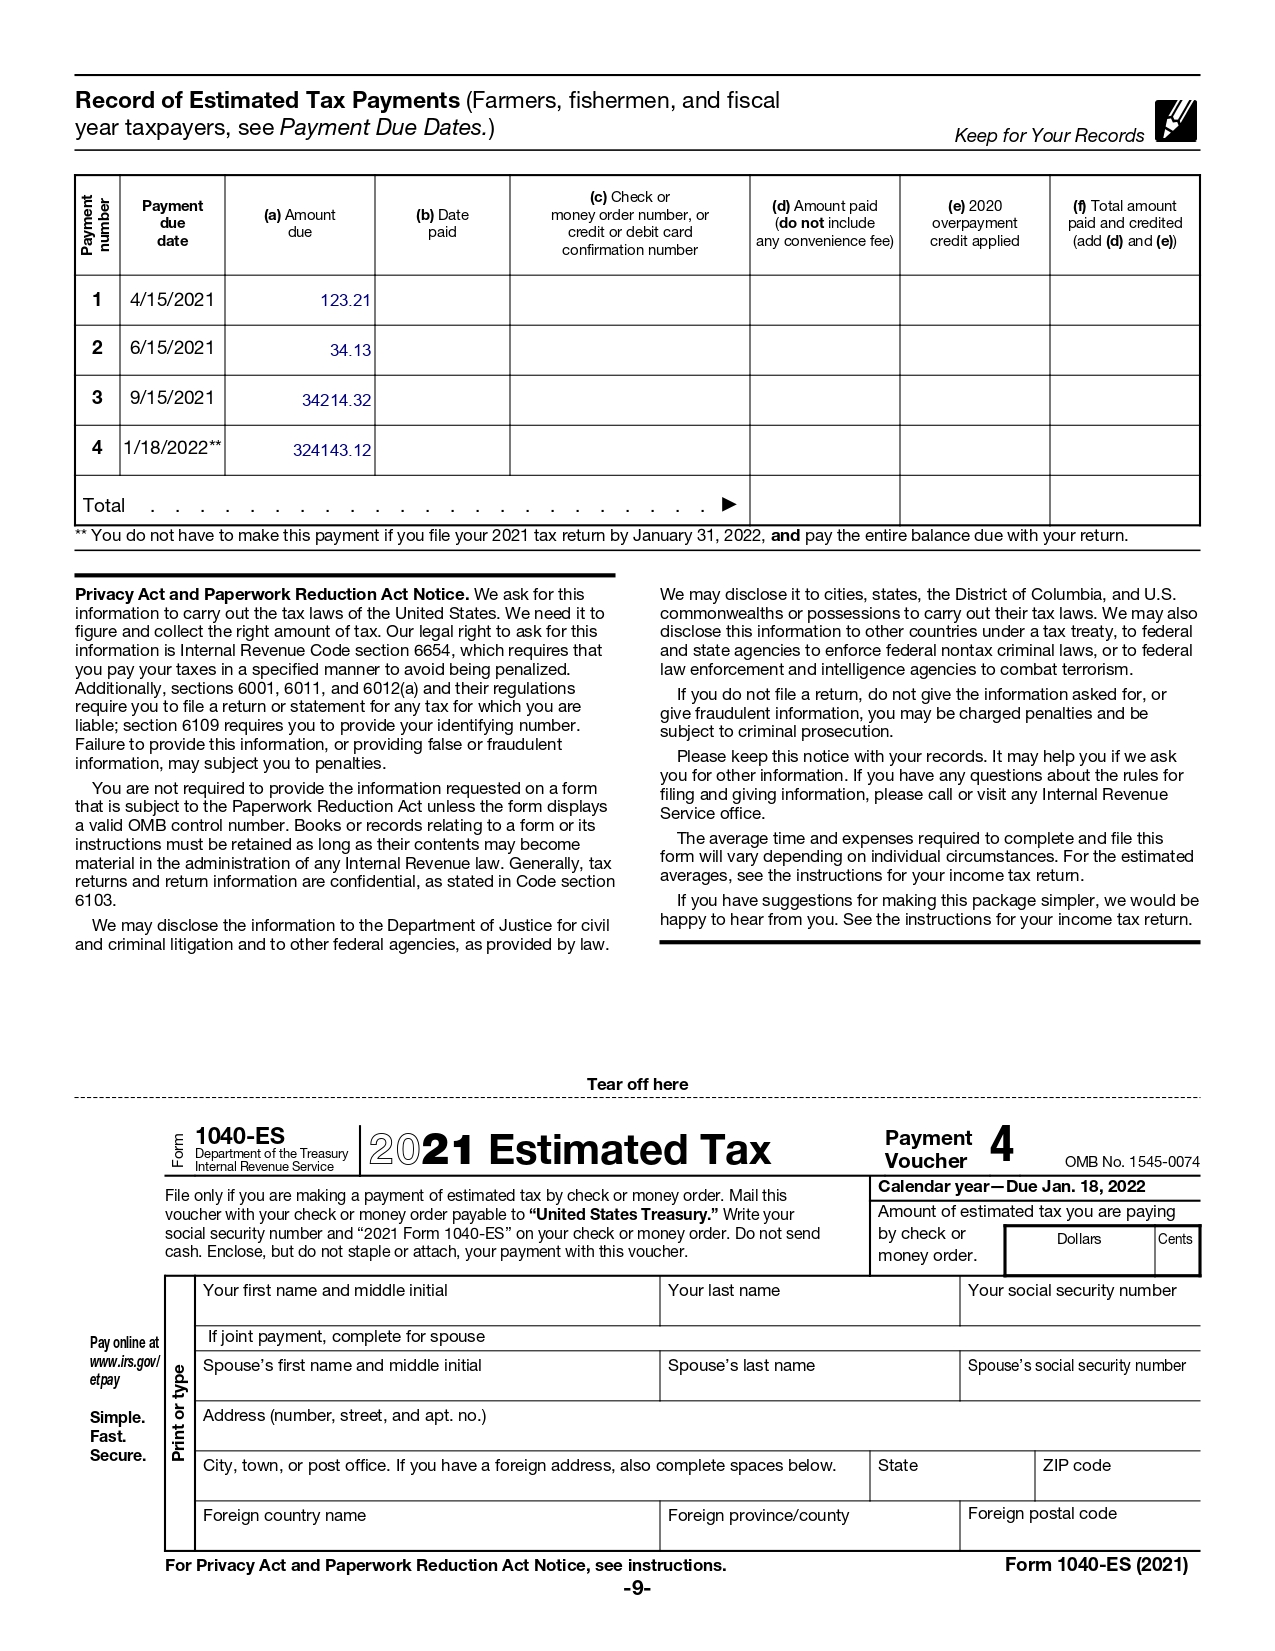 Record of Estimated Tax Payments (Farmers, fishermen, and fiscal
year taxpayers, see Payment Due Dates.)
Keep for Your Records
Payment
number
Payment
due
date
(a) Amount
due
(b) Date
paid
(c) Check or
money order number, or
credit or debit card
confirmation number
(d) Amount paid
(do not include
any convenience fee)
(e) 2020
overpayment
credit applied
(f) Total amount
paid and credited
(add (d) and (e))
1 4/15/2021 123.21
2 6/15/2021 34.13
3 9/15/2021 34214.32
4 1/18/2022** 324143.12
Total . . . . . . . . . . . . . . . . . . . . . . . ▶
** You do not have to make this payment if you file your 2021 tax return by January 31, 2022, and pay the entire balance due with your return.
Privacy Act and Paperwork Reduction Act Notice. We ask for this
information to carry out the tax laws of the United States. We need it to
figure and collect the right amount of tax. Our legal right to ask for this
information is Internal Revenue Code section 6654, which requires that
you pay your taxes in a specified manner to avoid being penalized.
Additionally, sections 6001, 6011, and 6012(a) and their regulations
require you to file a return or statement for any tax for which you are
liable; section 6109 requires you to provide your identifying number.
Failure to provide this information, or providing false or fraudulent
information, may subject you to penalties.
You are not required to provide the information requested on a form
that is subject to the Paperwork Reduction Act unless the form displays
a valid OMB control number. Books or records relating to a form or its
instructions must be retained as long as their contents may become
material in the administration of any Internal Revenue law. Generally, tax
returns and return information are confidential, as stated in Code section
6103.
We may disclose the information to the Department of Justice for civil
and criminal litigation and to other federal agencies, as provided by law.
We may disclose it to cities, states, the District of Columbia, and U.S.
commonwealths or possessions to carry out their tax laws. We may also
disclose this information to other countries under a tax treaty, to federal
and state agencies to enforce federal nontax criminal laws, or to federal
law enforcement and intelligence agencies to combat terrorism.
If you do not file a return, do not give the information asked for, or
give fraudulent information, you may be charged penalties and be
subject to criminal prosecution.
Please keep this notice with your records. It may help you if we ask
you for other information. If you have any questions about the rules for
filing and giving information, please call or visit any Internal Revenue
Service office.
The average time and expenses required to complete and file this
form will vary depending on individual circumstances. For the estimated
averages, see the instructions for your income tax return.
If you have suggestions for making this package simpler, we would be
happy to hear from you. See the instructions for your income tax return.
Tear off here
Form
1040-ES
Department of the Treasury
Internal Revenue Service
2021 Estimated Tax
Payment
Voucher 4
OMB No. 1545-0074
File only if you are making a payment of estimated tax by check or money order. Mail this
voucher with your check or money order payable to “United States Treasury.” Write your
social security number and “2021 Form 1040-ES” on your check or money order. Do not send
cash. Enclose, but do not staple or attach, your payment with this voucher.
Calendar year—Due Jan. 18, 2022
Amount of estimated tax you are paying
by check or
money order.
Dollars
Cents
Pay online at
www.irs.gov/
etpay
Simple.
Fast.
Secure.
Print or type
Your first name and middle initial
Your last name
Your social security number
If joint payment, complete for spouse
Spouse’s first name and middle initial
Spouse’s last name
Spouse’s social security number
Address (number, street, and apt. no.)
City, town, or post office. If you have a foreign address, also complete spaces below.
State
ZIP code
Foreign country name
Foreign province/county
Foreign postal code
For Privacy Act and Paperwork Reduction Act Notice, see instructions.
Form 1040-ES (2021)
-9-